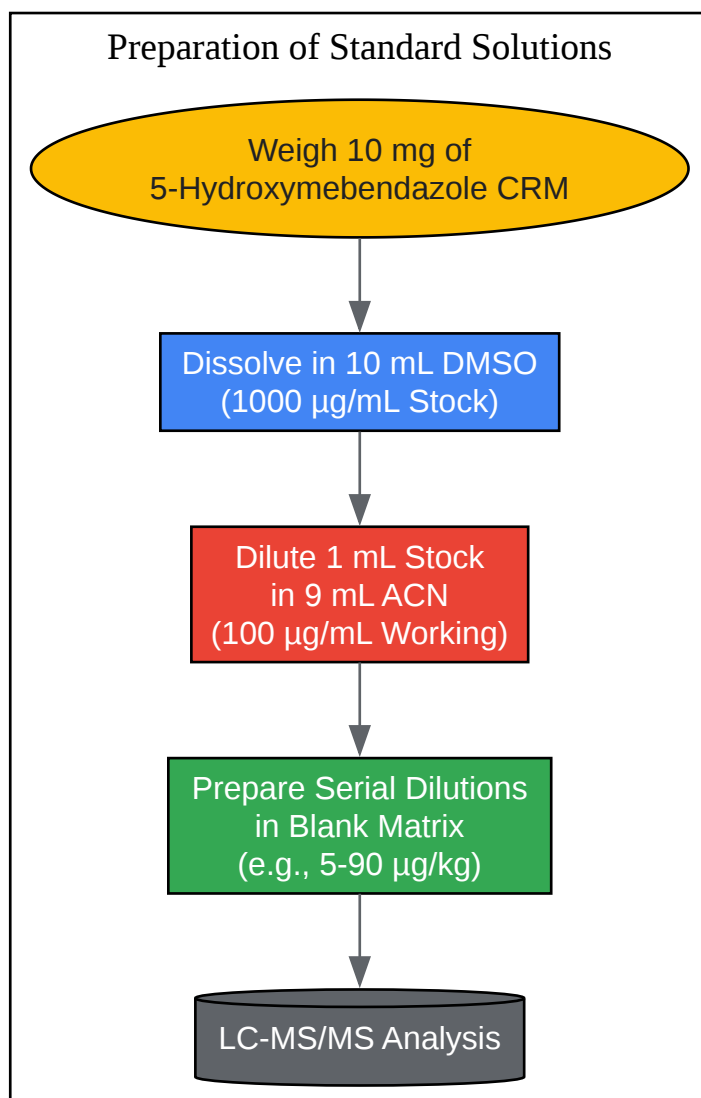 Preparation of Standard Solutions
Weigh 10 mg of
5-Hydroxymebendazole CRM
Dissolve in 10 mL DMSO
(1000 µg/mL Stock)
Dilute 1 mL Stock
in 9 mL ACN
(100 µg/mL Working)
Prepare Serial Dilutions
in Blank Matrix
(e.g., 5-90 µg/kg)
LC-MS/MS Analysis